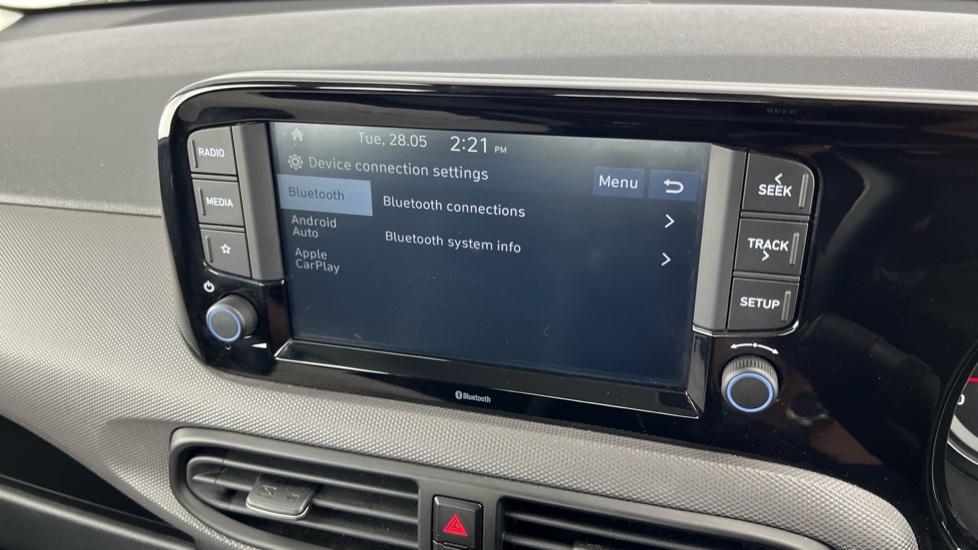 Tue, 28.05 2:21 PM
Device connection settings
Menu
Bluetooth
Bluetooth connections
Android
Auto
Bluetooth system info
Apple
CarPlay
RADIO
MEDIA
SEEK
TRACK
SETUP
Bluetooth